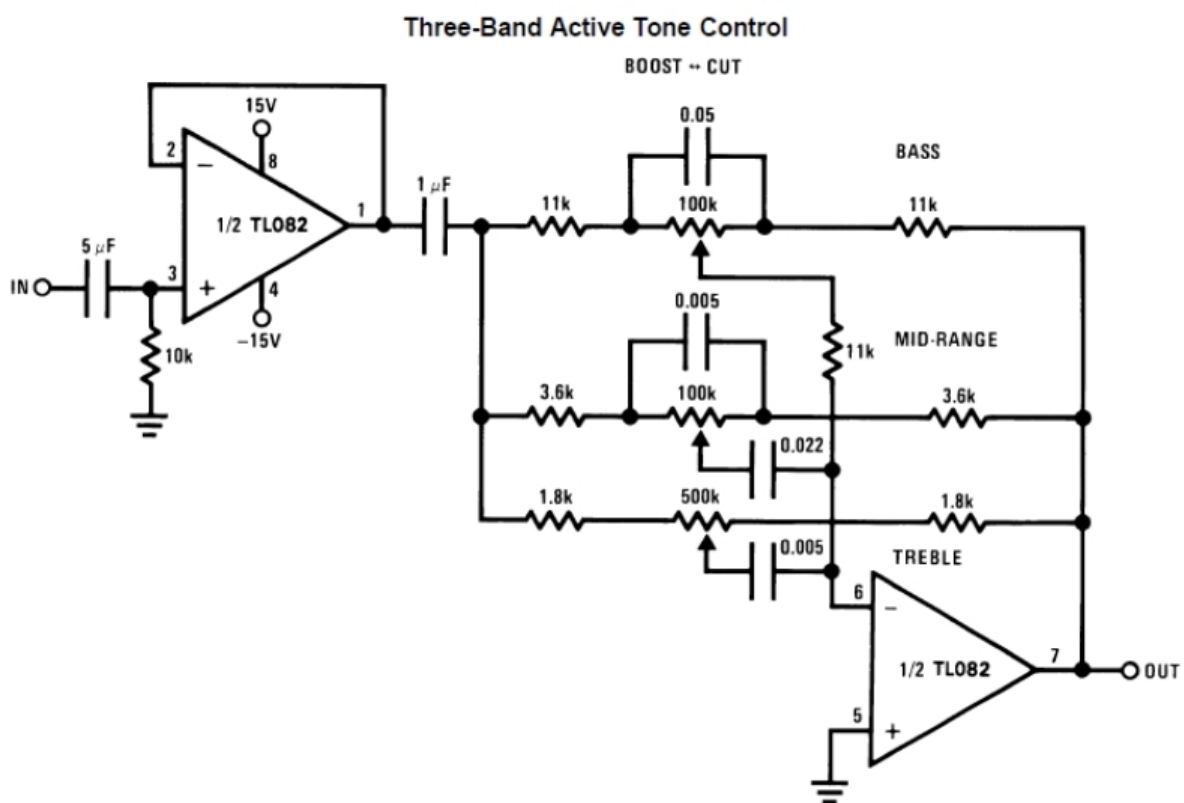 Three-Band Active Tone Control
BOOST ↔ CUT
0.05
BASS
15V
2
−
8
1/2 TL082
1
1 µF
11k
100k
11k
5 µF
IN
3
+
4
−15V
10k
0.005
11k
MID-RANGE
3.6k
100k
3.6k
0.022
1.8k
500k
1.8k
0.005
TREBLE
6
−
1/2 TL082
7
OUT
5
+